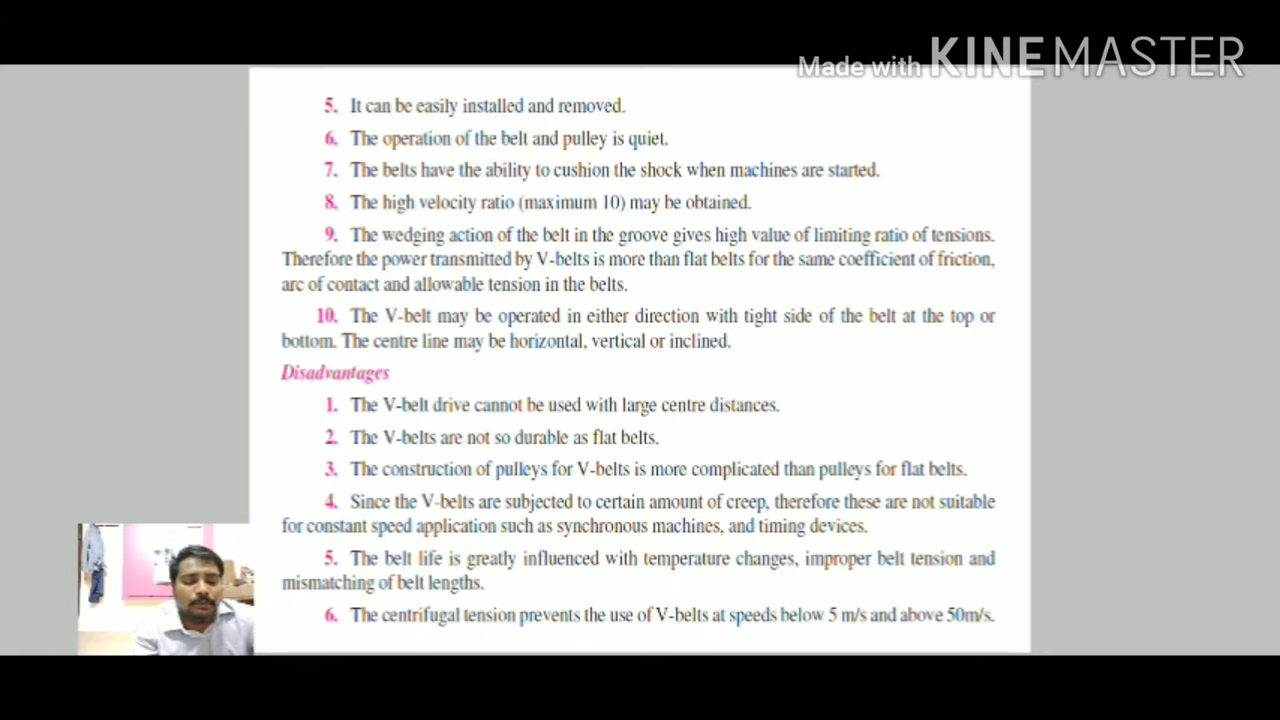 Made with KINEMASTER
5. It can be easily installed and removed.
6. The operation of the belt and pulley is quiet.
7. The belts have the ability to cushion the shock when machines are started.
8. The high velocity ratio (maximum 10) may be obtained.
9. The wedging action of the belt in the groove gives high value of limiting ratio of tensions.
Therefore the power transmitted by V-belts is more than flat belts for the same coefficient of friction,
arc of contact and allowable tension in the belts.
10. The V-belt may be operated in either direction with tight side of the belt at the top or
bottom. The centre line may be horizontal, vertical or inclined.
Disadvantages
1. The V-belt drive cannot be used with large centre distances.
2. The V-belts are not so durable as flat belts.
3. The construction of pulleys for V-belts is more complicated than pulleys for flat belts.
4. Since the V-belts are subjected to certain amount of creep, therefore these are not suitable
for constant speed application such as synchronous machines, and timing devices.
5. The belt life is greatly influenced with temperature changes, improper belt tension and
mismatching of belt lengths.
6. The centrifugal tension prevents the use of V-belts at speeds below 5 m/s and above 50m/s.